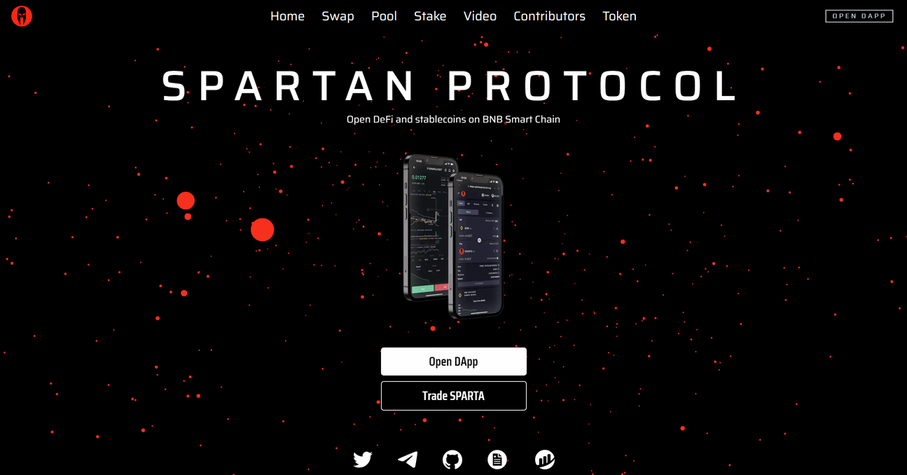 Home Swap Pool Stake Video Contributors Token
OPEN DAPP
SPARTAN PROTOCOL
Open DeFi and stablecoins on BNB Smart Chain
Open DApp
Trade SPARTA